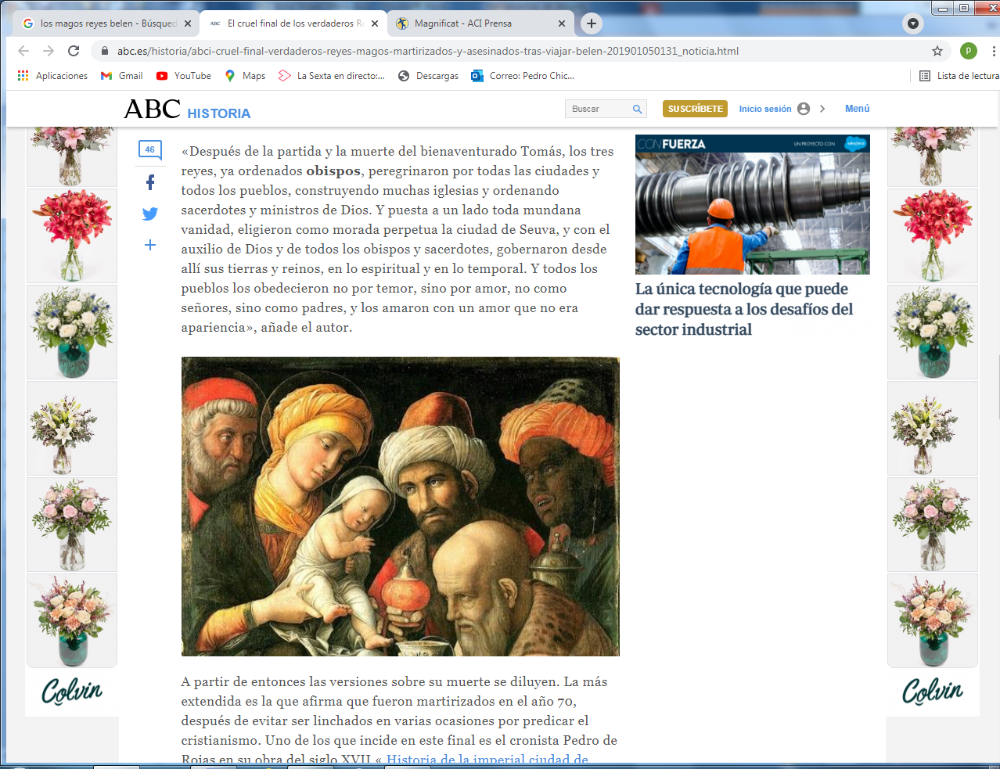 los magos reyes belen - Búsqued
ABC El cruel final de los verdaderos R
Magnificat - ACI Prensa
abc.es/historia/abci-cruel-final-verdaderos-reyes-magos-martirizados-y-asesinados-tras-viajar-belen-201901050131_noticia.html
p
Aplicaciones Gmail YouTube Maps La Sexta en directo:... Descargas Correo: Pedro Chic... Lista de lectura
ABC HISTORIA
Buscar
SUSCRÍBETE
Inicio sesión
Menú
46
«Después de la partida y la muerte del bienaventurado Tomás, los tres
reyes, ya ordenados obispos, peregrinaron por todas las ciudades y
todos los pueblos, construyendo muchas iglesias y ordenando
sacerdotes y ministros de Dios. Y puesta a un lado toda mundana
vanidad, eligieron como morada perpetua la ciudad de Seuva, y con el
auxilio de Dios y de todos los obispos y sacerdotes, gobernaron desde
allí sus tierras y reinos, en lo espiritual y en lo temporal. Y todos los
pueblos los obedecieron no por temor, sino por amor, no como
señores, sino como padres, y los amaron con un amor que no era
apariencia», añade el autor.
CONFUERZA
UN PROYECTO CON
salesforce
La única tecnología que puede
dar respuesta a los desafíos del
sector industrial
A partir de entonces las versiones sobre su muerte se diluyen. La más
extendida es la que afirma que fueron martirizados en el año 70,
después de evitar ser linchados en varias ocasiones por predicar el
cristianismo. Uno de los que incide en este final es el cronista Pedro de
Rojas en su obra del siglo XVII « Historia de la imperial ciudad de
Colvin
Colvin